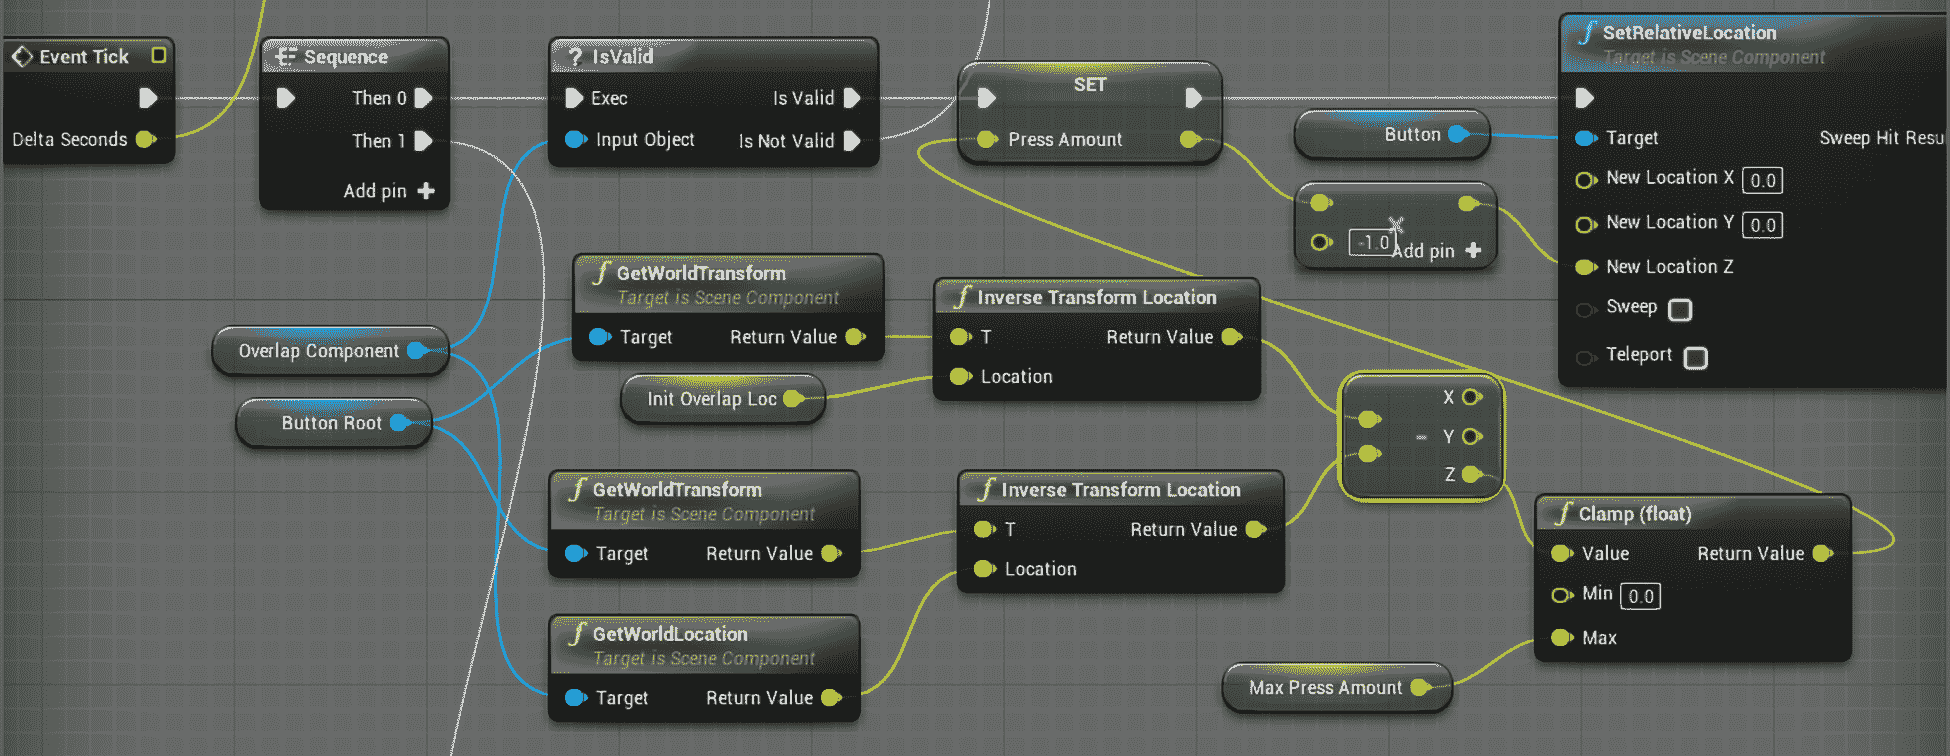 Event Tick
Delta Seconds
Sequence
Then 0
Then 1
Add pin
? IsValid
Exec
Is Valid
Input Object
Is Not Valid
SET
Press Amount
Button
-1.0
Add pin
SetRelativeLocation
Target is Scene Component
Target
Sweep Hit Resu
New Location X 0.0
New Location Y 0.0
New Location Z
Sweep
Teleport
Overlap Component
Button Root
f GetWorldTransform
Target is Scene Component
Target
Return Value
Init Overlap Loc
f Inverse Transform Location
T
Return Value
Location
f GetWorldTransform
Target is Scene Component
Target
Return Value
f GetWorldLocation
Target is Scene Component
Target
Return Value
f Inverse Transform Location
T
Return Value
Location
X
- Y
Z
f Clamp (float)
Value
Return Value
Min 0.0
Max
Max Press Amount